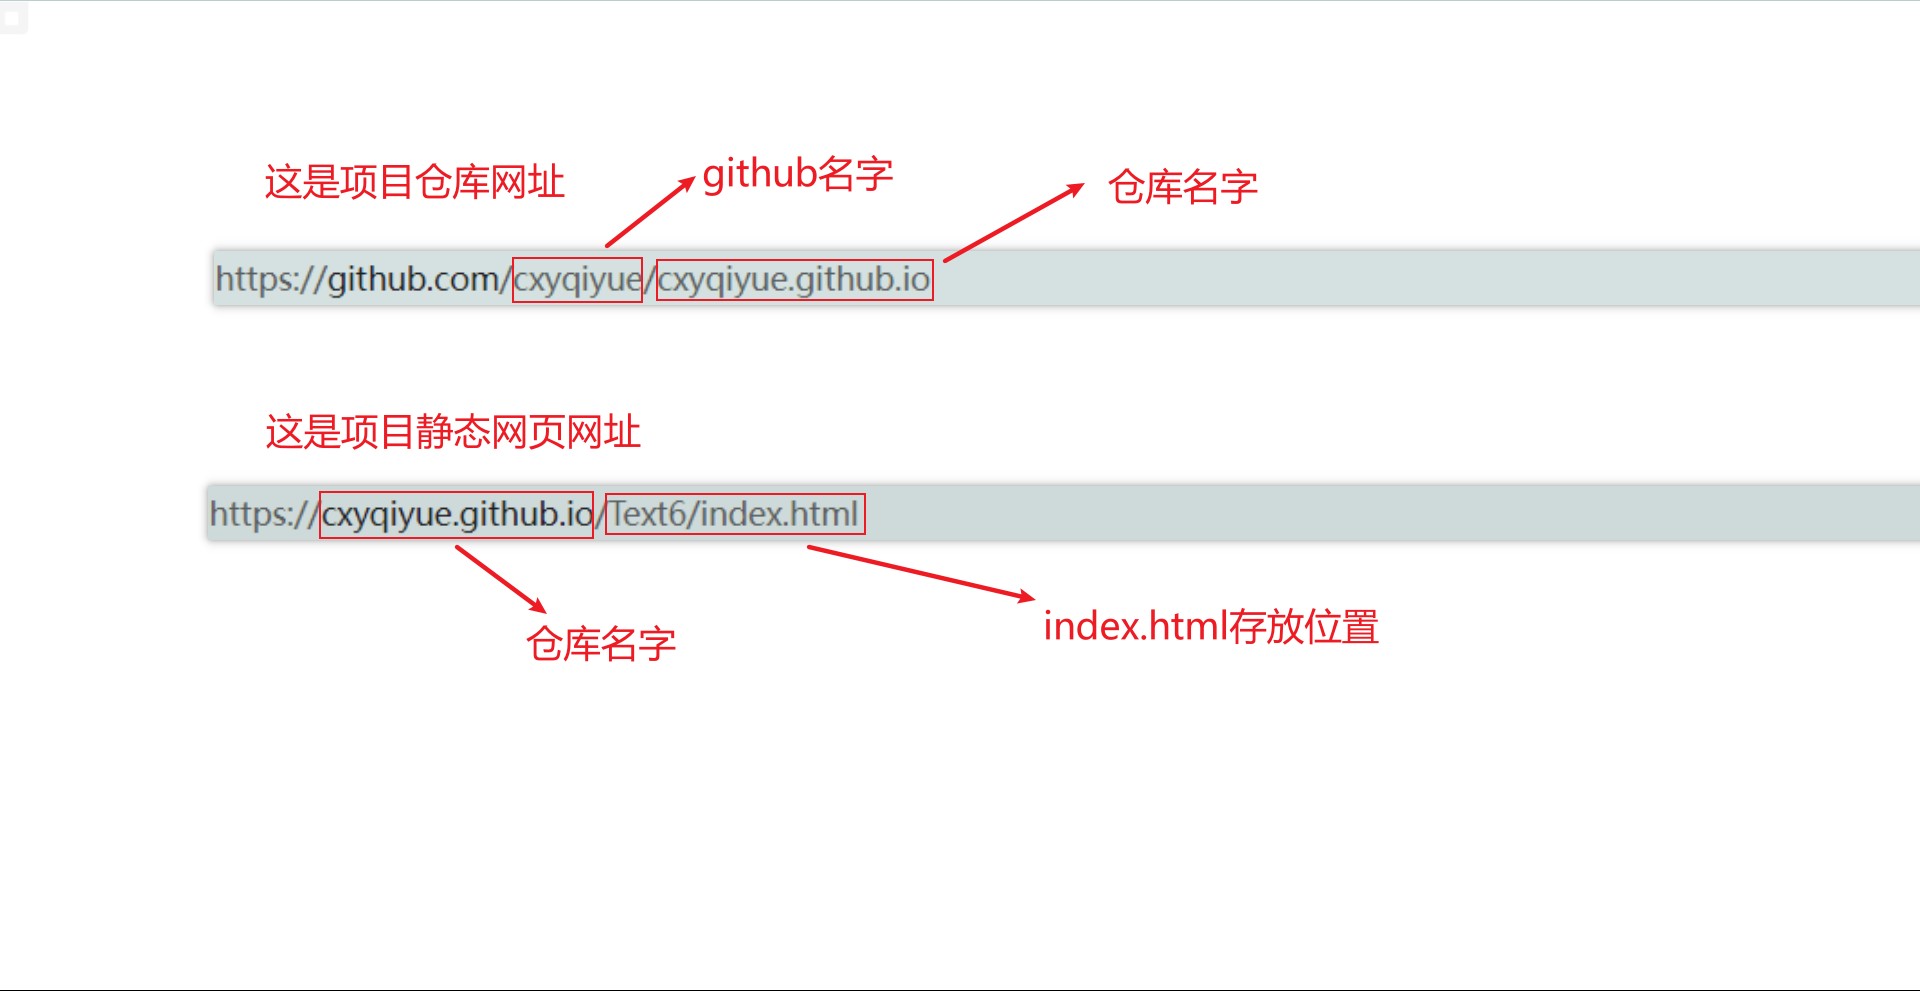 这是项目仓库网址
github名字
仓库名字
https://github.com/cxyqiyue/cxyqiyue.github.io
这是项目静态网页网址
https://cxyqiyue.github.io/Text6/index.html
仓库名字
index.html存放位置